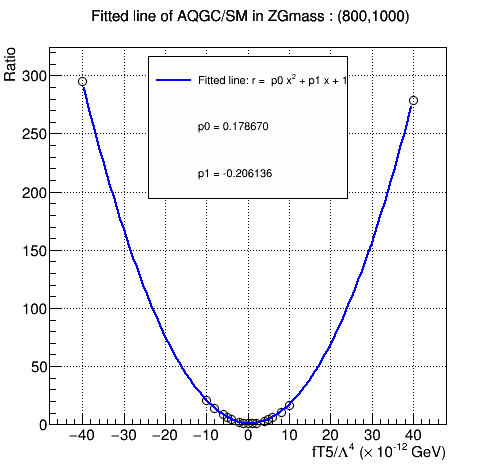 Fitted line of AQGC/SM in ZGmass : (800,1000)
Ratio
Fitted line: r = p0 x² + p1 x + 1
p0 = 0.178670
p1 = -0.206136
300
250
200
150
100
50
0
−40 −30 −20 −10 0 10 20 30 40
fT5/Λ⁴ (× 10⁻¹² GeV)